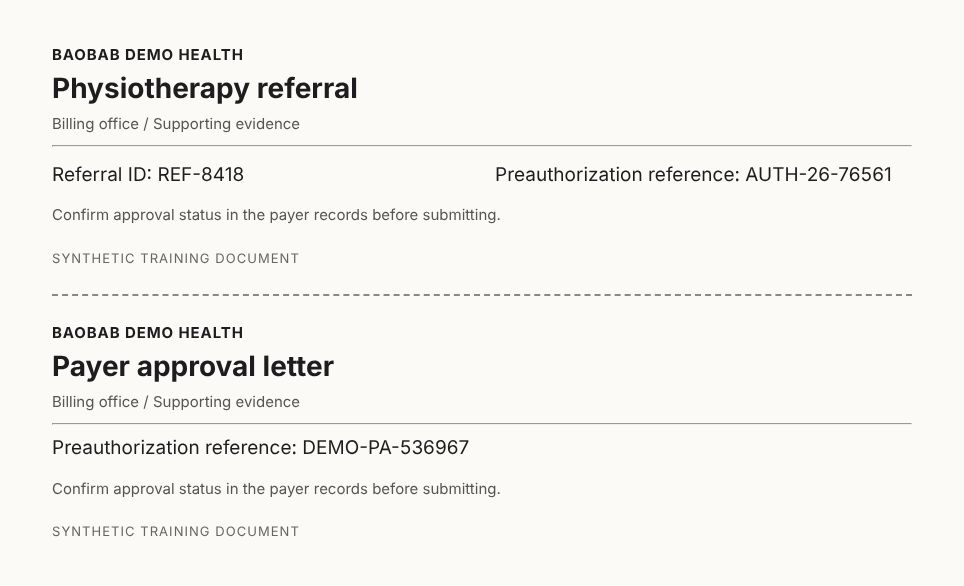 BAOBAB DEMO HEALTH
Physiotherapy referral
Billing office / Supporting evidence
Referral ID: REF-8418 Preauthorization reference: AUTH-26-76561
Confirm approval status in the payer records before submitting.
SYNTHETIC TRAINING DOCUMENT
BAOBAB DEMO HEALTH
Payer approval letter
Billing office / Supporting evidence
Preauthorization reference: DEMO-PA-536967
Confirm approval status in the payer records before submitting.
SYNTHETIC TRAINING DOCUMENT